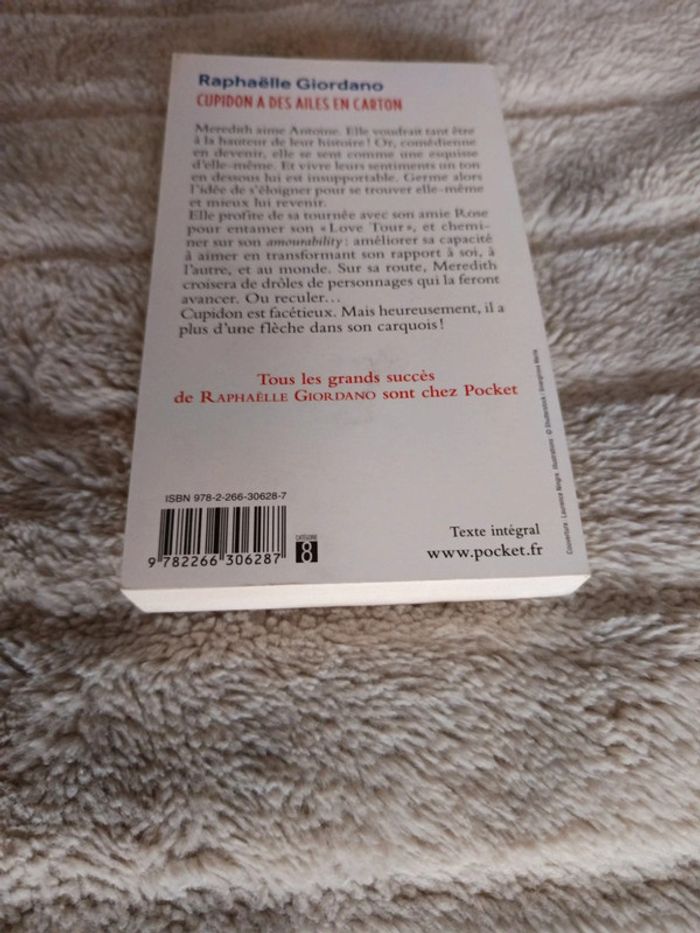 Raphaëlle Giordano
CUPIDON A DES AILES EN CARTON
Meredith aime Antoine. Elle voudrait tant être
à la hauteur de leur histoire ! Or, comédienne
en devenir, elle se sent comme une esquisse
d'elle-même. Et vivre leurs sentiments un ton
en dessous lui est insupportable. Germe alors
l'idée de s'éloigner pour se trouver elle-même
et mieux lui revenir.
Elle profite de sa tournée avec son amie Rose
pour entamer son « Love Tour », et chemi-
ner sur son amourability : améliorer sa capacité
à aimer en transformant son rapport à soi, à
l'autre, et au monde. Sur sa route, Meredith
croisera de drôles de personnages qui la feront
avancer. Ou reculer…
Cupidon est facétieux. Mais heureusement, il a
plus d'une flèche dans son carquois !
Tous les grands succès
de RAPHAËLLE GIORDANO sont chez Pocket
ISBN 978-2-266-30628-7
9 782266 306287
CATÉGORIE
8
Texte intégral
www.pocket.fr
Couverture : Laurence Ningre. Illustrations : © Shutterstock